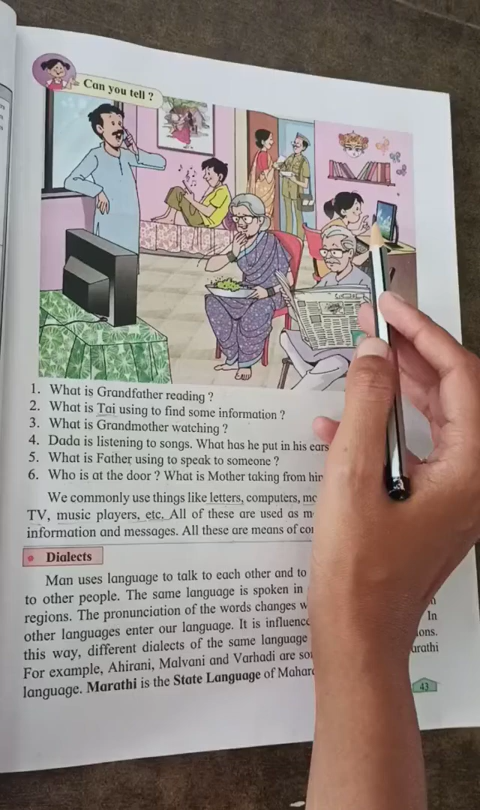 Can you tell ?
1. What is Grandfather reading ?
2. What is Tai using to find some information ?
3. What is Grandmother watching ?
4. Dada is listening to songs. What has he put in his ears
5. What is Father using to speak to someone ?
6. Who is at the door ? What is Mother taking from him
We commonly use things like letters, computers,
TV, music players, etc. All of these are used as
information and messages. All these are means of
Dialects
Man uses language to talk to each other and to
to other people. The same language is spoken in
regions. The pronunciation of the words changes In
other languages enter our language. It is
this way, different dialects of the same language
For example, Ahirani, Malvani and Varhadi are
language. Marathi is the State Language of
43